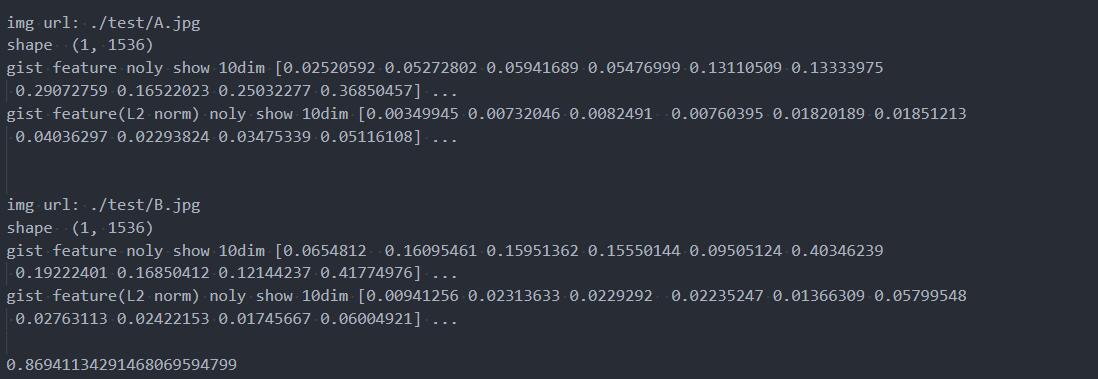 img url: ./test/A.jpg
shape  (1, 1536)
gist feature noly show 10dim [0.02520592 0.05272802 0.05941689 0.05476999 0.13110509 0.13333975
0.29072759 0.16522023 0.25032277 0.36850457] ...
gist feature(L2 norm) noly show 10dim [0.00349945 0.00732046 0.0082491  0.00760395 0.01820189 0.01851213
0.04036297 0.02293824 0.03475339 0.05116108] ...
img url: ./test/B.jpg
shape  (1, 1536)
gist feature noly show 10dim [0.0654812  0.16095461 0.15951362 0.15550144 0.09505124 0.40346239
0.19222401 0.16850412 0.12144237 0.41774976] ...
gist feature(L2 norm) noly show 10dim [0.00941256 0.02313633 0.0229292  0.02235247 0.01366309 0.05799548
0.02763113 0.02422153 0.01745667 0.06004921] ...
0.86941134291468069594799